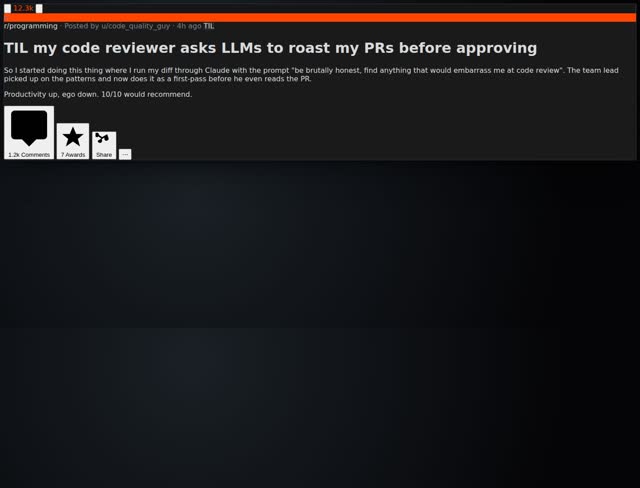 12.3k
r/programming · Posted by u/code_quality_guy · 4h ago TIL
TIL my code reviewer asks LLMs to roast my PRs before approving
So I started doing this thing where I run my diff through Claude with the prompt "be brutally honest, find anything that would embarrass me at code review". The team lead
picked up on the patterns and now does it as a first-pass before he even reads the PR.
Productivity up, ego down. 10/10 would recommend.
1.2k Comments 7 Awards Share ···